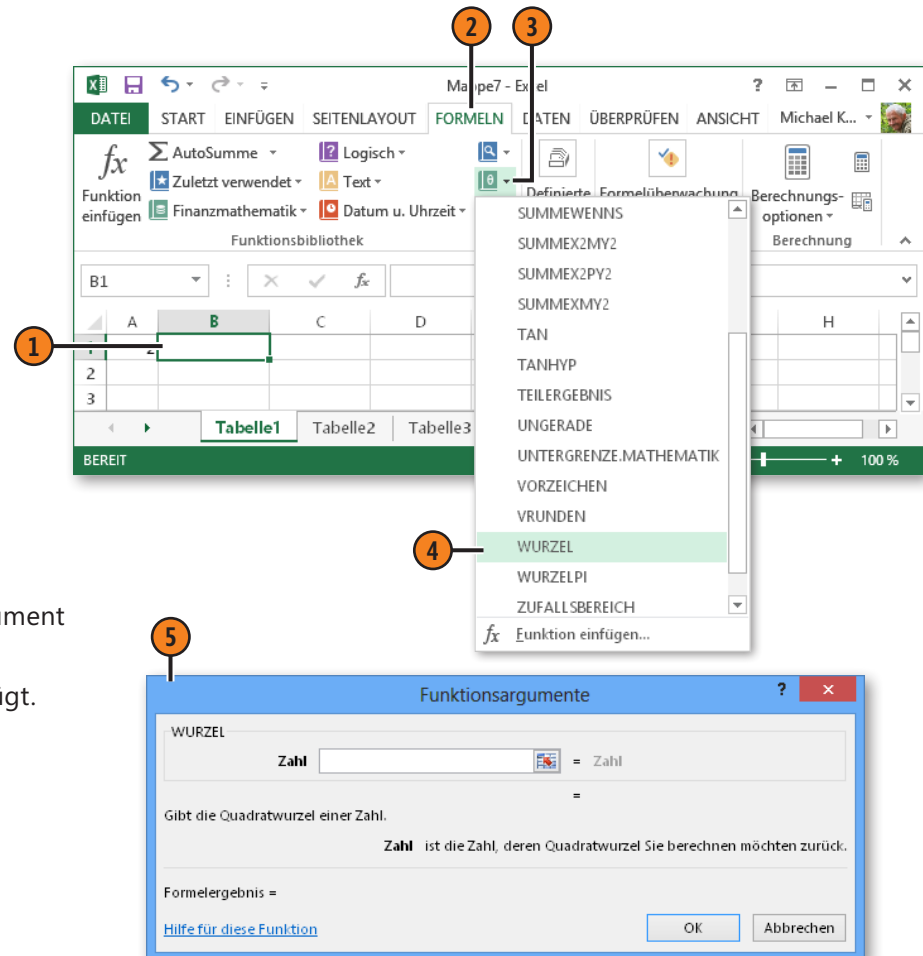 2 3
Mappe7 - Excel ?
DATEI START EINFÜGEN SEITENLAYOUT FORMELN DATEN ÜBERPRÜFEN ANSICHT Michael K...
fx Funktion einfügen
Σ AutoSumme ? Logisch
Zuletzt verwendet A Text θ
Finanzmathematik Datum u. Uhrzeit
Definierte Formelüberwachung
Berechnungs-
optionen
Funktionsbibliothek Berechnung
B1 fx
A B C D H
1 2
1
2
3
Tabelle1 Tabelle2 Tabelle3
BEREIT 100 %
SUMMEWENNS
SUMMEX2MY2
SUMMEX2PY2
SUMMEXMY2
TAN
TANHYP
TEILERGEBNIS
UNGERADE
UNTERGRENZE.MATHEMATIK
VORZEICHEN
VRUNDEN
4 WURZEL
WURZELPI
ZUFALLSBEREICH
fx Funktion einfügen...
5
Funktionsargumente ?
WURZEL
Zahl = Zahl
=
Gibt die Quadratwurzel einer Zahl.
Zahl ist die Zahl, deren Quadratwurzel Sie berechnen möchten zurück.
Formelergebnis =
Hilfe für diese Funktion OK Abbrechen